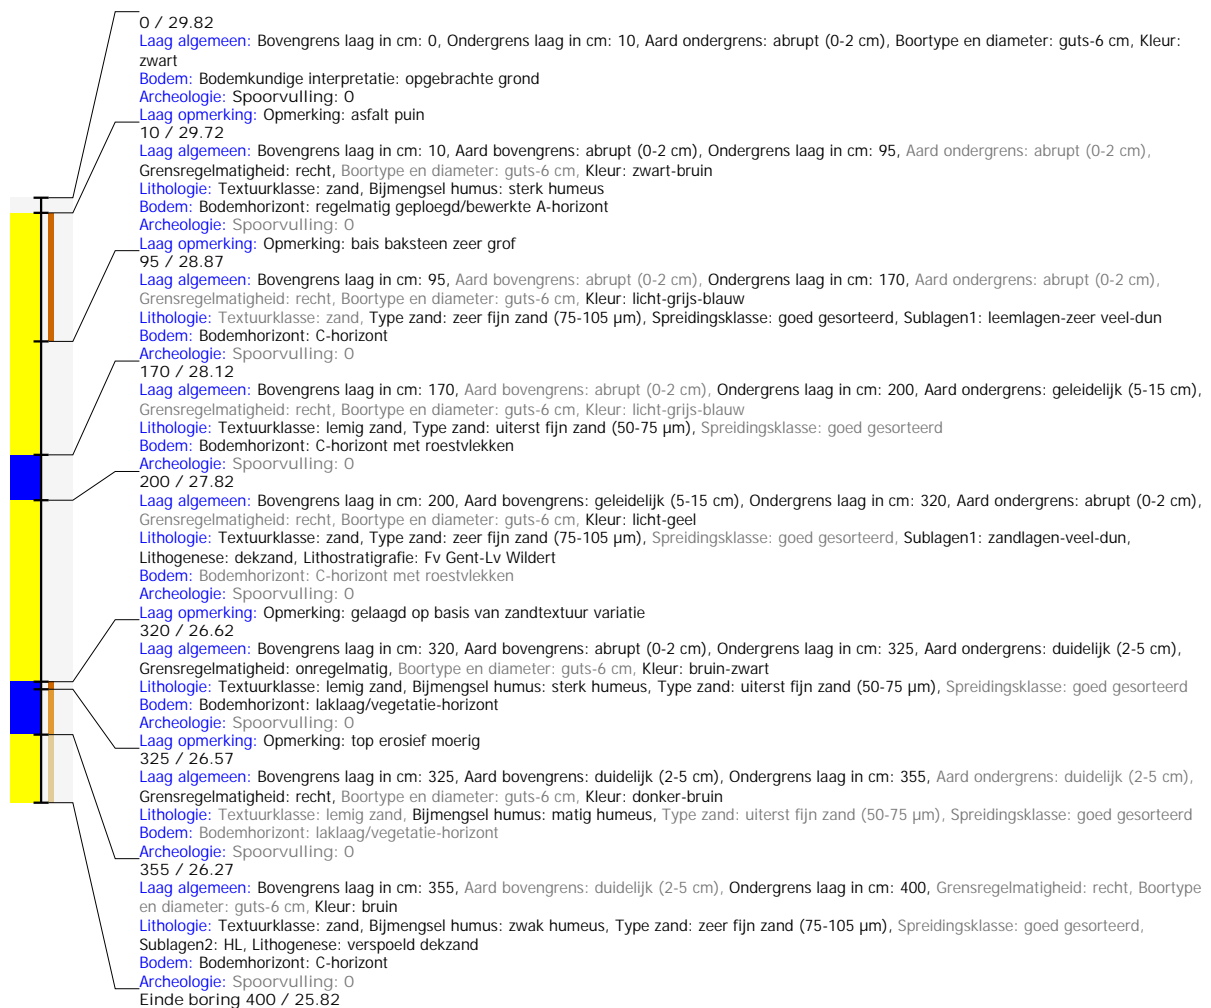 0 / 29.82
Laag algemeen: Bovengrens laag in cm: 0, Ondergrens laag in cm: 10, Aard ondergrens: abrupt (0-2 cm), Boortype en diameter: guts-6 cm, Kleur:
zwart
Bodem: Bodemkundige interpretatie: opgebrachte grond
Archeologie: Spoorvulling: 0
Laag opmerking: Opmerking: asfalt puin
10 / 29.72
Laag algemeen: Bovengrens laag in cm: 10, Aard bovengrens: abrupt (0-2 cm), Ondergrens laag in cm: 95, Aard ondergrens: abrupt (0-2 cm),
Grensregelmatigheid: recht, Boortype en diameter: guts-6 cm, Kleur: zwart-bruin
Lithologie: Textuurklasse: zand, Bijmengsel humus: sterk humeus
Bodem: Bodemhorizont: regelmatig geploegd/bewerkte A-horizont
Archeologie: Spoorvulling: 0
Laag opmerking: Opmerking: bais baksteen zeer grof
95 / 28.87
Laag algemeen: Bovengrens laag in cm: 95, Aard bovengrens: abrupt (0-2 cm), Ondergrens laag in cm: 170, Aard ondergrens: abrupt (0-2 cm),
Grensregelmatigheid: recht, Boortype en diameter: guts-6 cm, Kleur: licht-grijs-blauw
Lithologie: Textuurklasse: zand, Type zand: zeer fijn zand (75-105 µm), Spreidingsklasse: goed gesorteerd, Sublagen1: leemlagen-zeer veel-dun
Bodem: Bodemhorizont: C-horizont
Archeologie: Spoorvulling: 0
170 / 28.12
Laag algemeen: Bovengrens laag in cm: 170, Aard bovengrens: abrupt (0-2 cm), Ondergrens laag in cm: 200, Aard ondergrens: geleidelijk (5-15 cm),
Grensregelmatigheid: recht, Boortype en diameter: guts-6 cm, Kleur: licht-grijs-blauw
Lithologie: Textuurklasse: lemig zand, Type zand: uiterst fijn zand (50-75 µm), Spreidingsklasse: goed gesorteerd
Bodem: Bodemhorizont: C-horizont met roestvlekken
Archeologie: Spoorvulling: 0
200 / 27.82
Laag algemeen: Bovengrens laag in cm: 200, Aard bovengrens: geleidelijk (5-15 cm), Ondergrens laag in cm: 320, Aard ondergrens: abrupt (0-2 cm),
Grensregelmatigheid: recht, Boortype en diameter: guts-6 cm, Kleur: licht-geel
Lithologie: Textuurklasse: zand, Type zand: zeer fijn zand (75-105 µm), Spreidingsklasse: goed gesorteerd, Sublagen1: zandlagen-veel-dun,
Lithogenese: dekzand, Lithostratigrafie: Fv Gent-Lv Wildert
Bodem: Bodemhorizont: C-horizont met roestvlekken
Archeologie: Spoorvulling: 0
Laag opmerking: Opmerking: gelaagd op basis van zandtextuur variatie
320 / 26.62
Laag algemeen: Bovengrens laag in cm: 320, Aard bovengrens: abrupt (0-2 cm), Ondergrens laag in cm: 325, Aard ondergrens: duidelijk (2-5 cm),
Grensregelmatigheid: onregelmatig, Boortype en diameter: guts-6 cm, Kleur: bruin-zwart
Lithologie: Textuurklasse: lemig zand, Bijmengsel humus: sterk humeus, Type zand: uiterst fijn zand (50-75 µm), Spreidingsklasse: goed gesorteerd
Bodem: Bodemhorizont: laklaag/vegetatie-horizont
Archeologie: Spoorvulling: 0
Laag opmerking: Opmerking: top erosief moerig
325 / 26.57
Laag algemeen: Bovengrens laag in cm: 325, Aard bovengrens: duidelijk (2-5 cm), Ondergrens laag in cm: 355, Aard ondergrens: duidelijk (2-5 cm),
Grensregelmatigheid: recht, Boortype en diameter: guts-6 cm, Kleur: donker-bruin
Lithologie: Textuurklasse: lemig zand, Bijmengsel humus: matig humeus, Type zand: uiterst fijn zand (50-75 µm), Spreidingsklasse: goed gesorteerd
Bodem: Bodemhorizont: laklaag/vegetatie-horizont
Archeologie: Spoorvulling: 0
355 / 26.27
Laag algemeen: Bovengrens laag in cm: 355, Aard bovengrens: duidelijk (2-5 cm), Ondergrens laag in cm: 400, Grensregelmatigheid: recht, Boortype
en diameter: guts-6 cm, Kleur: bruin
Lithologie: Textuurklasse: zand, Bijmengsel humus: zwak humeus, Type zand: zeer fijn zand (75-105 µm), Spreidingsklasse: goed gesorteerd,
Sublagen2: HL, Lithogenese: verspoeld dekzand
Bodem: Bodemhorizont: C-horizont
Archeologie: Spoorvulling: 0
Einde boring 400 / 25.82